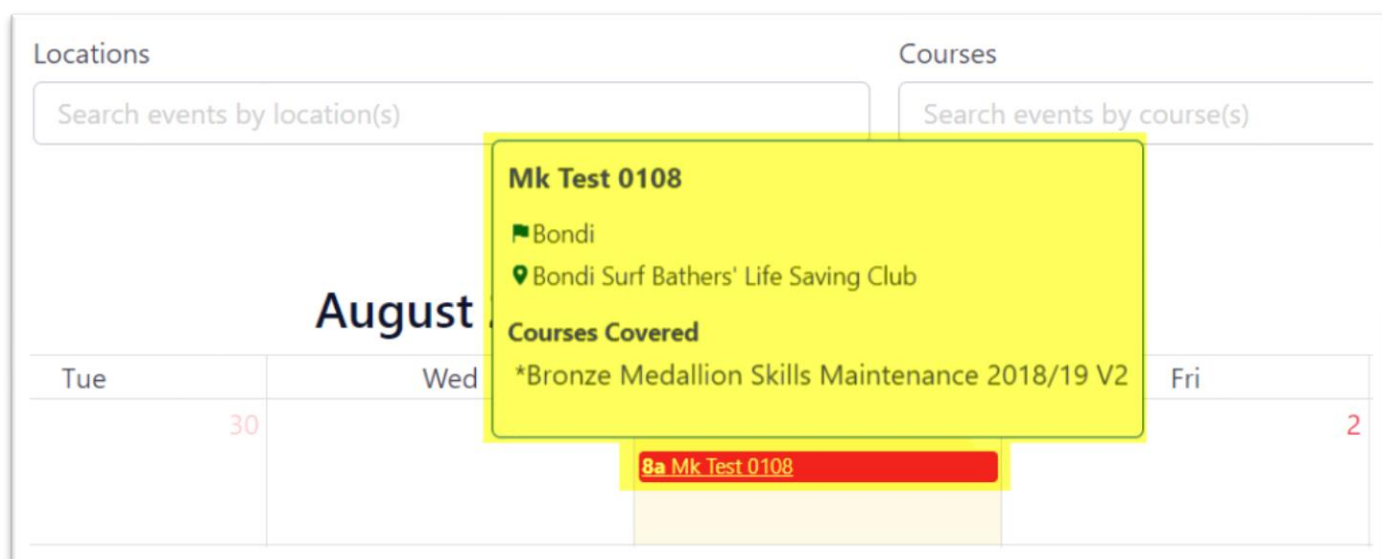 Locations
Courses
Search events by location(s)
Search events by course(s)
Mk Test 0108
Bondi
Bondi Surf Bathers' Life Saving Club
Courses Covered
*Bronze Medallion Skills Maintenance 2018/19 V2
August
Tue
Wed
Fri
30
2
8a Mk Test 0108